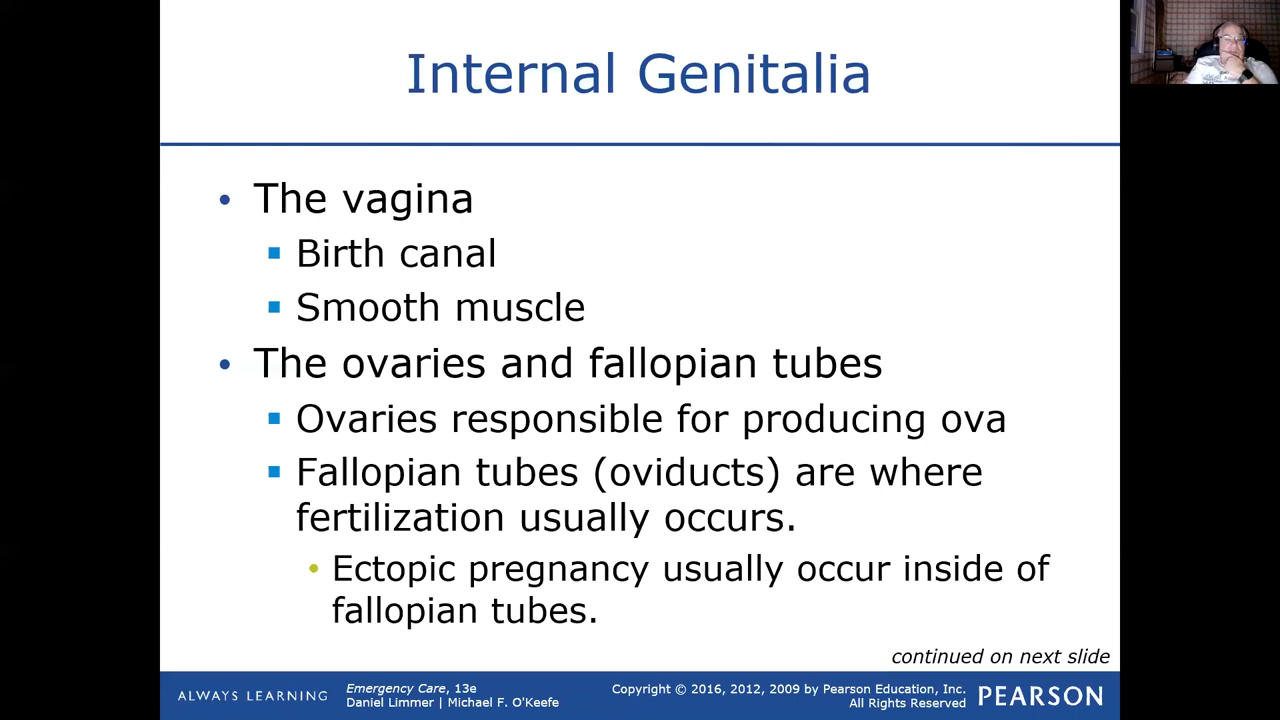 Internal Genitalia
• The vagina
▪ Birth canal
▪ Smooth muscle
• The ovaries and fallopian tubes
▪ Ovaries responsible for producing ova
▪ Fallopian tubes (oviducts) are where
fertilization usually occurs.
• Ectopic pregnancy usually occur inside of
fallopian tubes.
continued on next slide
ALWAYS LEARNING
Emergency Care, 13e
Daniel Limmer | Michael F. O'Keefe
Copyright © 2016, 2012, 2009 by Pearson Education, Inc.
All Rights Reserved
PEARSON